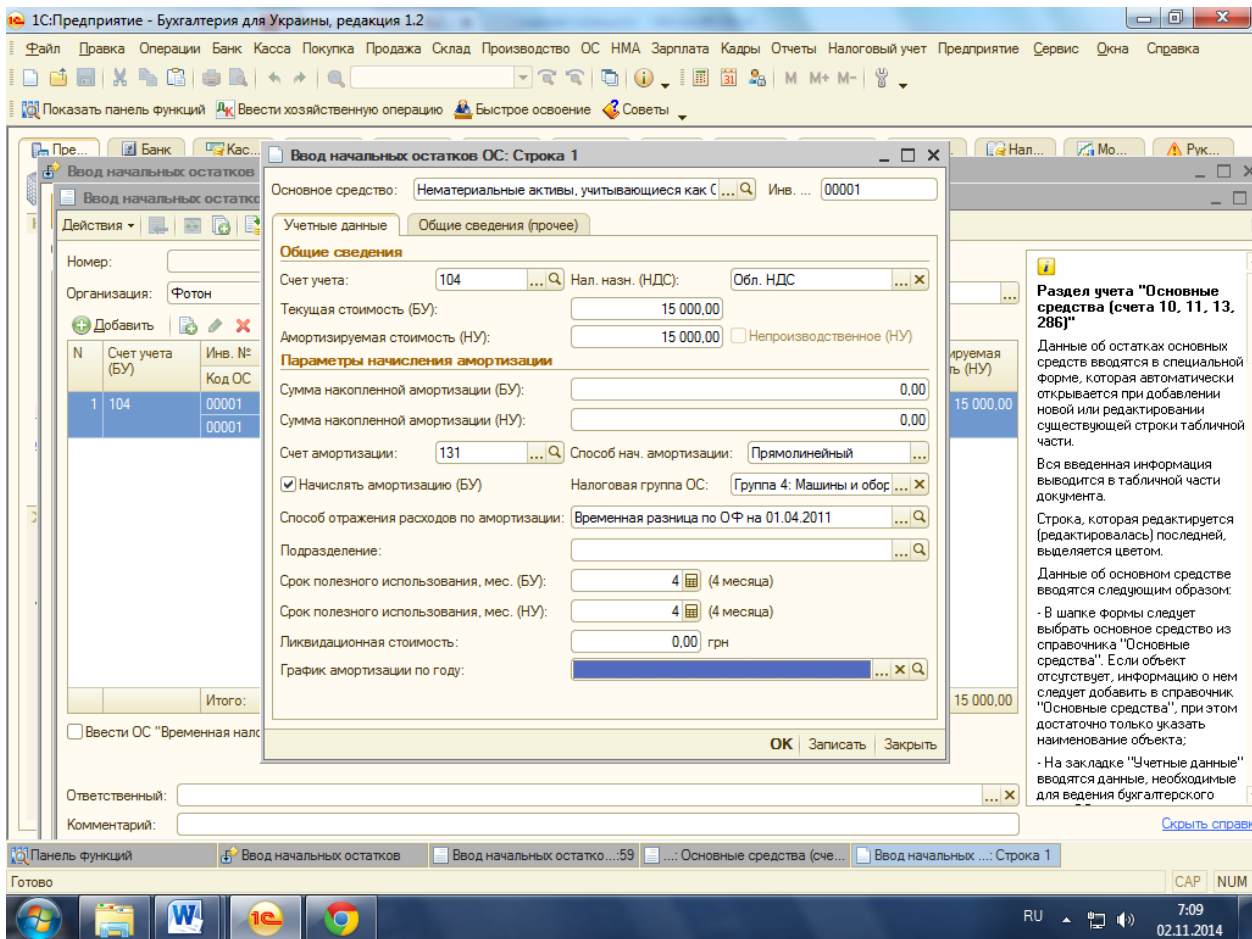 1С:Предприятие - Бухгалтерия для Украины, редакция 1.2
Файл Правка Операции Банк Касса Покупка Продажа Склад Производство ОС НМА Зарплата Кадры Отчеты Налоговый учет Предприятие Сервис Окна Справка
M M+ M-
Показать панель функций Ввести хозяйственную операцию Быстрое освоение Советы
Пре... Банк Кас... Нал... Мо... Рук...
Ввод начальных остатков
Ввод начальных остатко
Действия
Номер:
Организация: Фотон
Добавить
N Счет учета (БУ) Инв. № Код ОС
1 104 00001 00001 15 000,00
Итого: 15 000,00
Ввести ОС "Временная нало
Ответственный:
Комментарий:
Ввод начальных остатков ОС: Строка 1
Основное средство: Нематериальные активы, учитывающиеся как ... Инв. ... 00001
Учетные данные Общие сведения (прочее)
Общие сведения
Счет учета: 104 ... Нал. назн. (НДС): Обл. НДС ...
Текущая стоимость (БУ): 15 000,00
Амортизируемая стоимость (НУ): 15 000,00 Непроизводственное (НУ)
Параметры начисления амортизации
Сумма накопленной амортизации (БУ): 0,00
Сумма накопленной амортизации (НУ): 0,00
Счет амортизации: 131 ... Способ нач. амортизации: Прямолинейный ...
Начислять амортизацию (БУ) Налоговая группа ОС: Группа 4: Машины и обор ...
Способ отражения расходов по амортизации: Временная разница по ОФ на 01.04.2011 ...
Подразделение: ...
Срок полезного использования, мес. (БУ): 4 (4 месяца)
Срок полезного использования, мес. (НУ): 4 (4 месяца)
Ликвидационная стоимость: 0,00 грн
График амортизации по году: ...
OK Записать Закрыть
Раздел учета "Основные
средства (счета 10, 11, 13,
286)"
Данные об остатках основных
средств вводятся в специальной
форме, которая автоматически
открывается при добавлении
новой или редактировании
существующей строки табличной
части.
Вся введенная информация
выводится в табличной части
документа.
Строка, которая редактируется
(редактировалась) последней,
выделяется цветом.
Данные об основном средстве
вводятся следующим образом:
- В шапке формы следует
выбрать основное средство из
справочника "Основные
средства". Если объект
отсутствует, информацию о нем
следует добавить в справочник
"Основные средства", при этом
достаточно только указать
наименование объекта;
- На закладке "Учетные данные"
вводятся данные, необходимые
для ведения бухгалтерского
Скрыть справк
Панель функций Ввод начальных остатков Ввод начальных остатко...:59 ...: Основные средства (сче... Ввод начальных ...: Строка 1
Готово CAP NUM
RU 7:09
02.11.2014